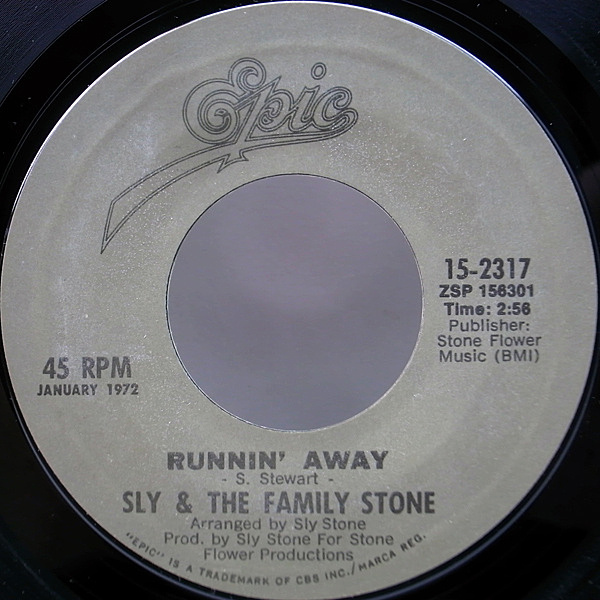 Epic
15-2317
ZSP 156301
Time: 2:56
Publisher:
Stone Flower
Music (BMI)
45 RPM
JANUARY 1972
RUNNIN' AWAY
- S. Stewart -
SLY & THE FAMILY STONE
Arranged by Sly Stone
Prod. by Sly Stone For Stone
Flower Productions
"EPIC" IS A TRADEMARK OF CBS INC./MARCA REG.